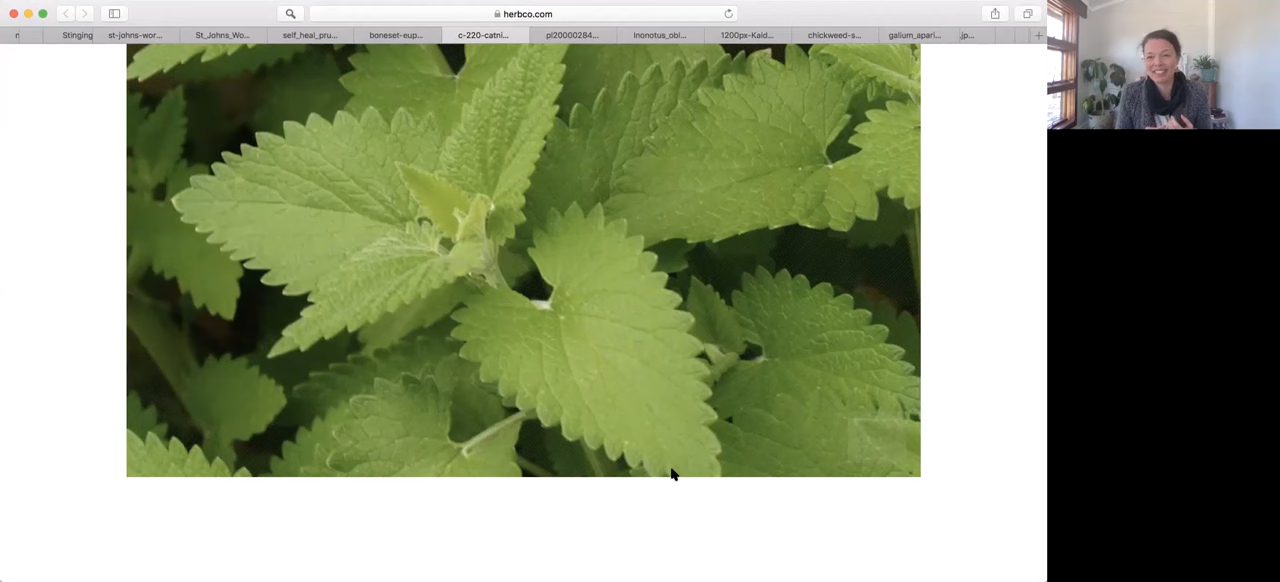 herbco.com
Stinging
st-johns-wor...
St_Johns_Wo...
self_heal_pru...
boneset-eup...
c-220-catni...
pl20000284...
Inonotus_obl...
1200px-Kald...
chickweed-s...
galium_apari...
.jp...